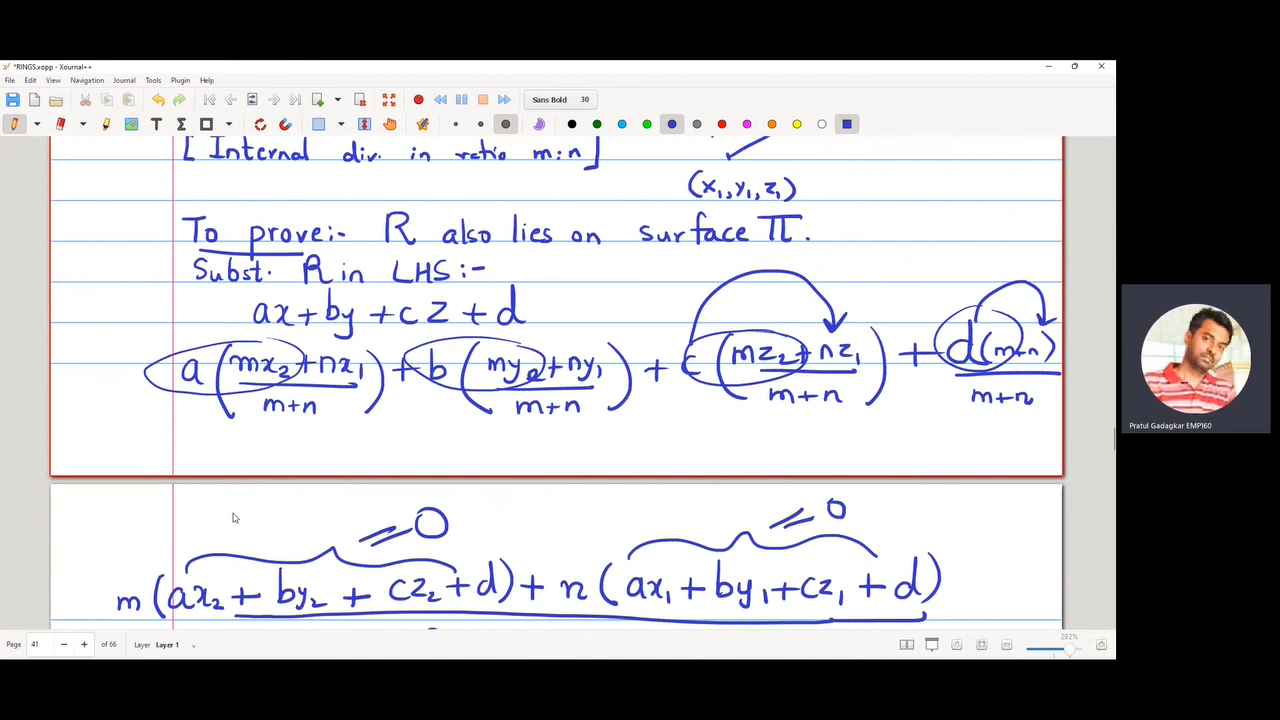 *RINGS.xopp - Xournal++
File Edit View Navigation Journal Tools Plugin Help
Sans Bold 30
[Internal div. in ratio m:n]
(x₁,y₁,z₁)
To prove:- R also lies on surface π.
Subst. R in LHS:-
ax+by+cz+d
a(mx₂+nx₁/m+n)+b(my₂+ny₁/m+n)+c(mz₂+nz₁/m+n)+d(m+n)/m+n
=0 =0
m(ax₂+by₂+cz₂+d)+n(ax₁+by₁+cz₁+d)
Pratul Gadagkar EMP160
Page 41 of 66 Layer Layer 1 292%